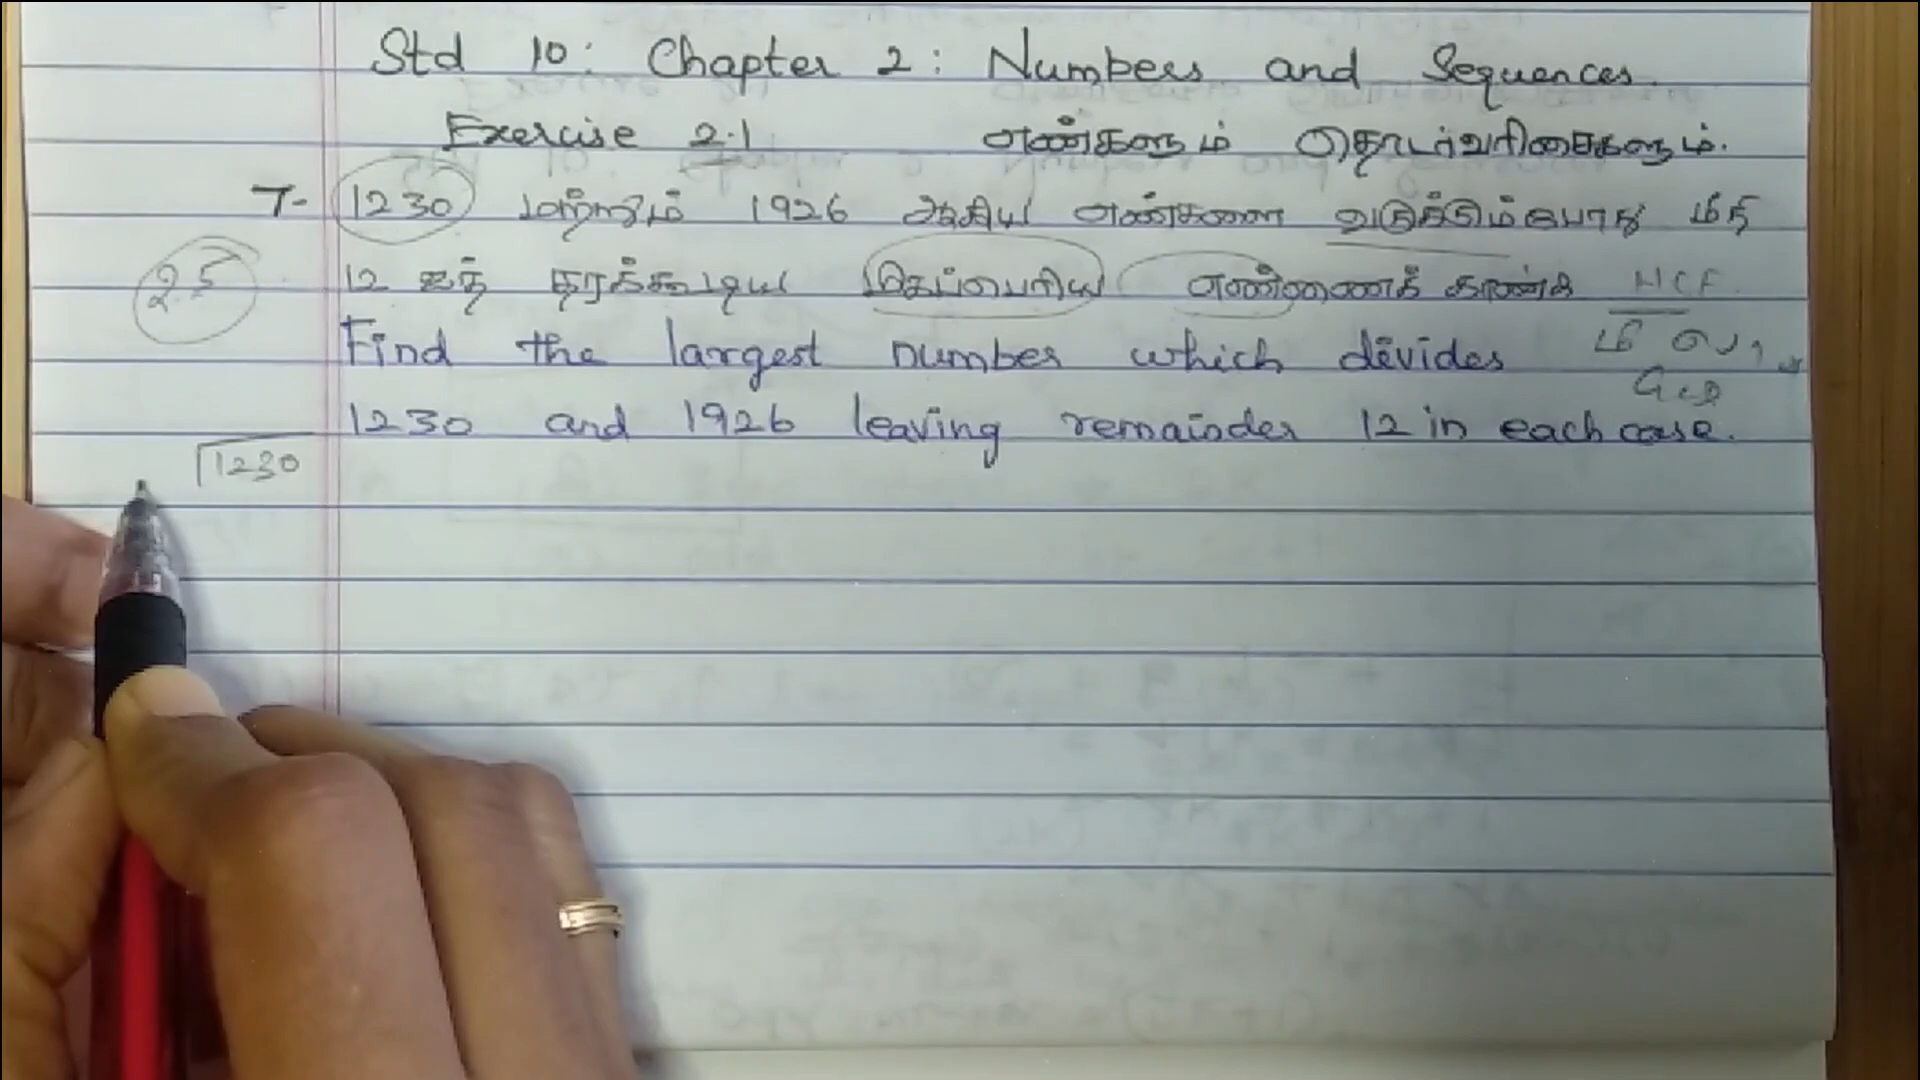 Std 10: Chapter 2: Numbers and Sequences.
Exercise 2.1 எண்களும் தொடர்வரிசைகளும்.
7- 1230 மற்றும் 1926 ஆகிய எண்களை வகுக்கும்போது மீதி
25 12 ஐத் தரக்கூடிய மிகப்பெரிய எண்ணைக் காண்க HCF
Find the largest number which divides மீ
GCD
1230 and 1926 leaving remainder 12 in each case.
1230